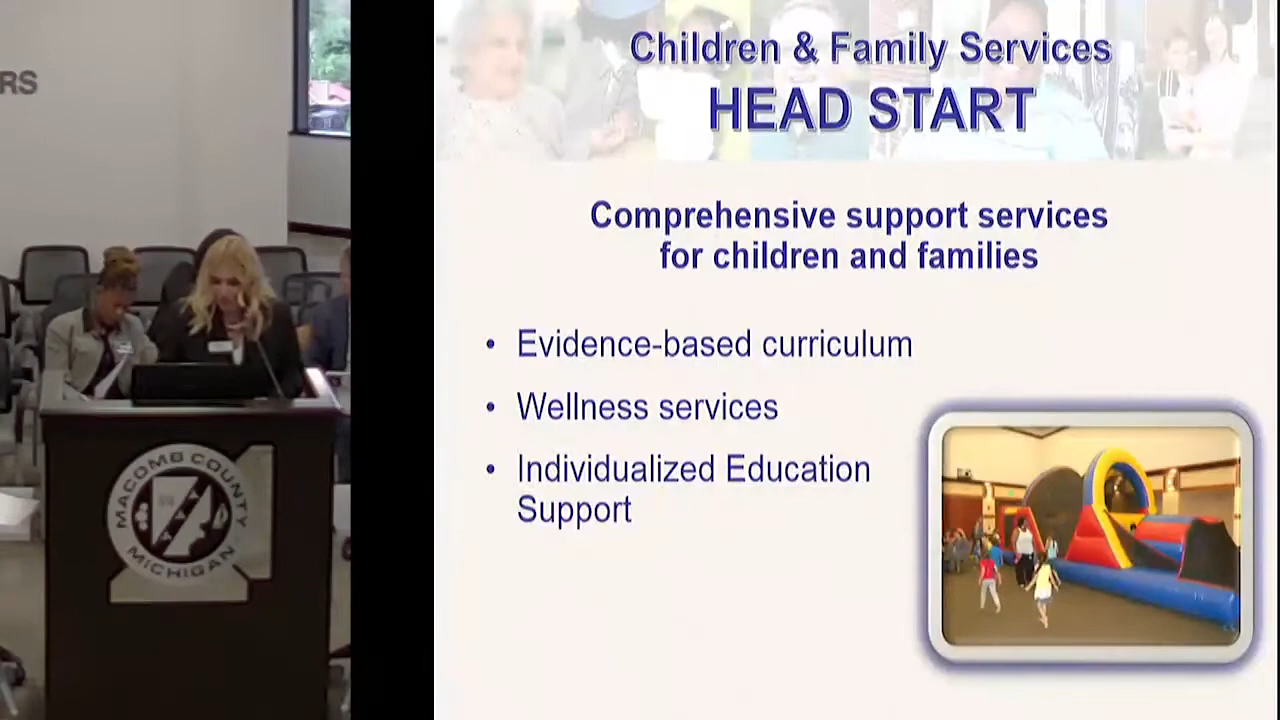 RS
MACOMB COUNTY
MICHIGAN
Children & Family Services
HEAD START
Comprehensive support services
for children and families
• Evidence-based curriculum
• Wellness services
• Individualized Education
Support